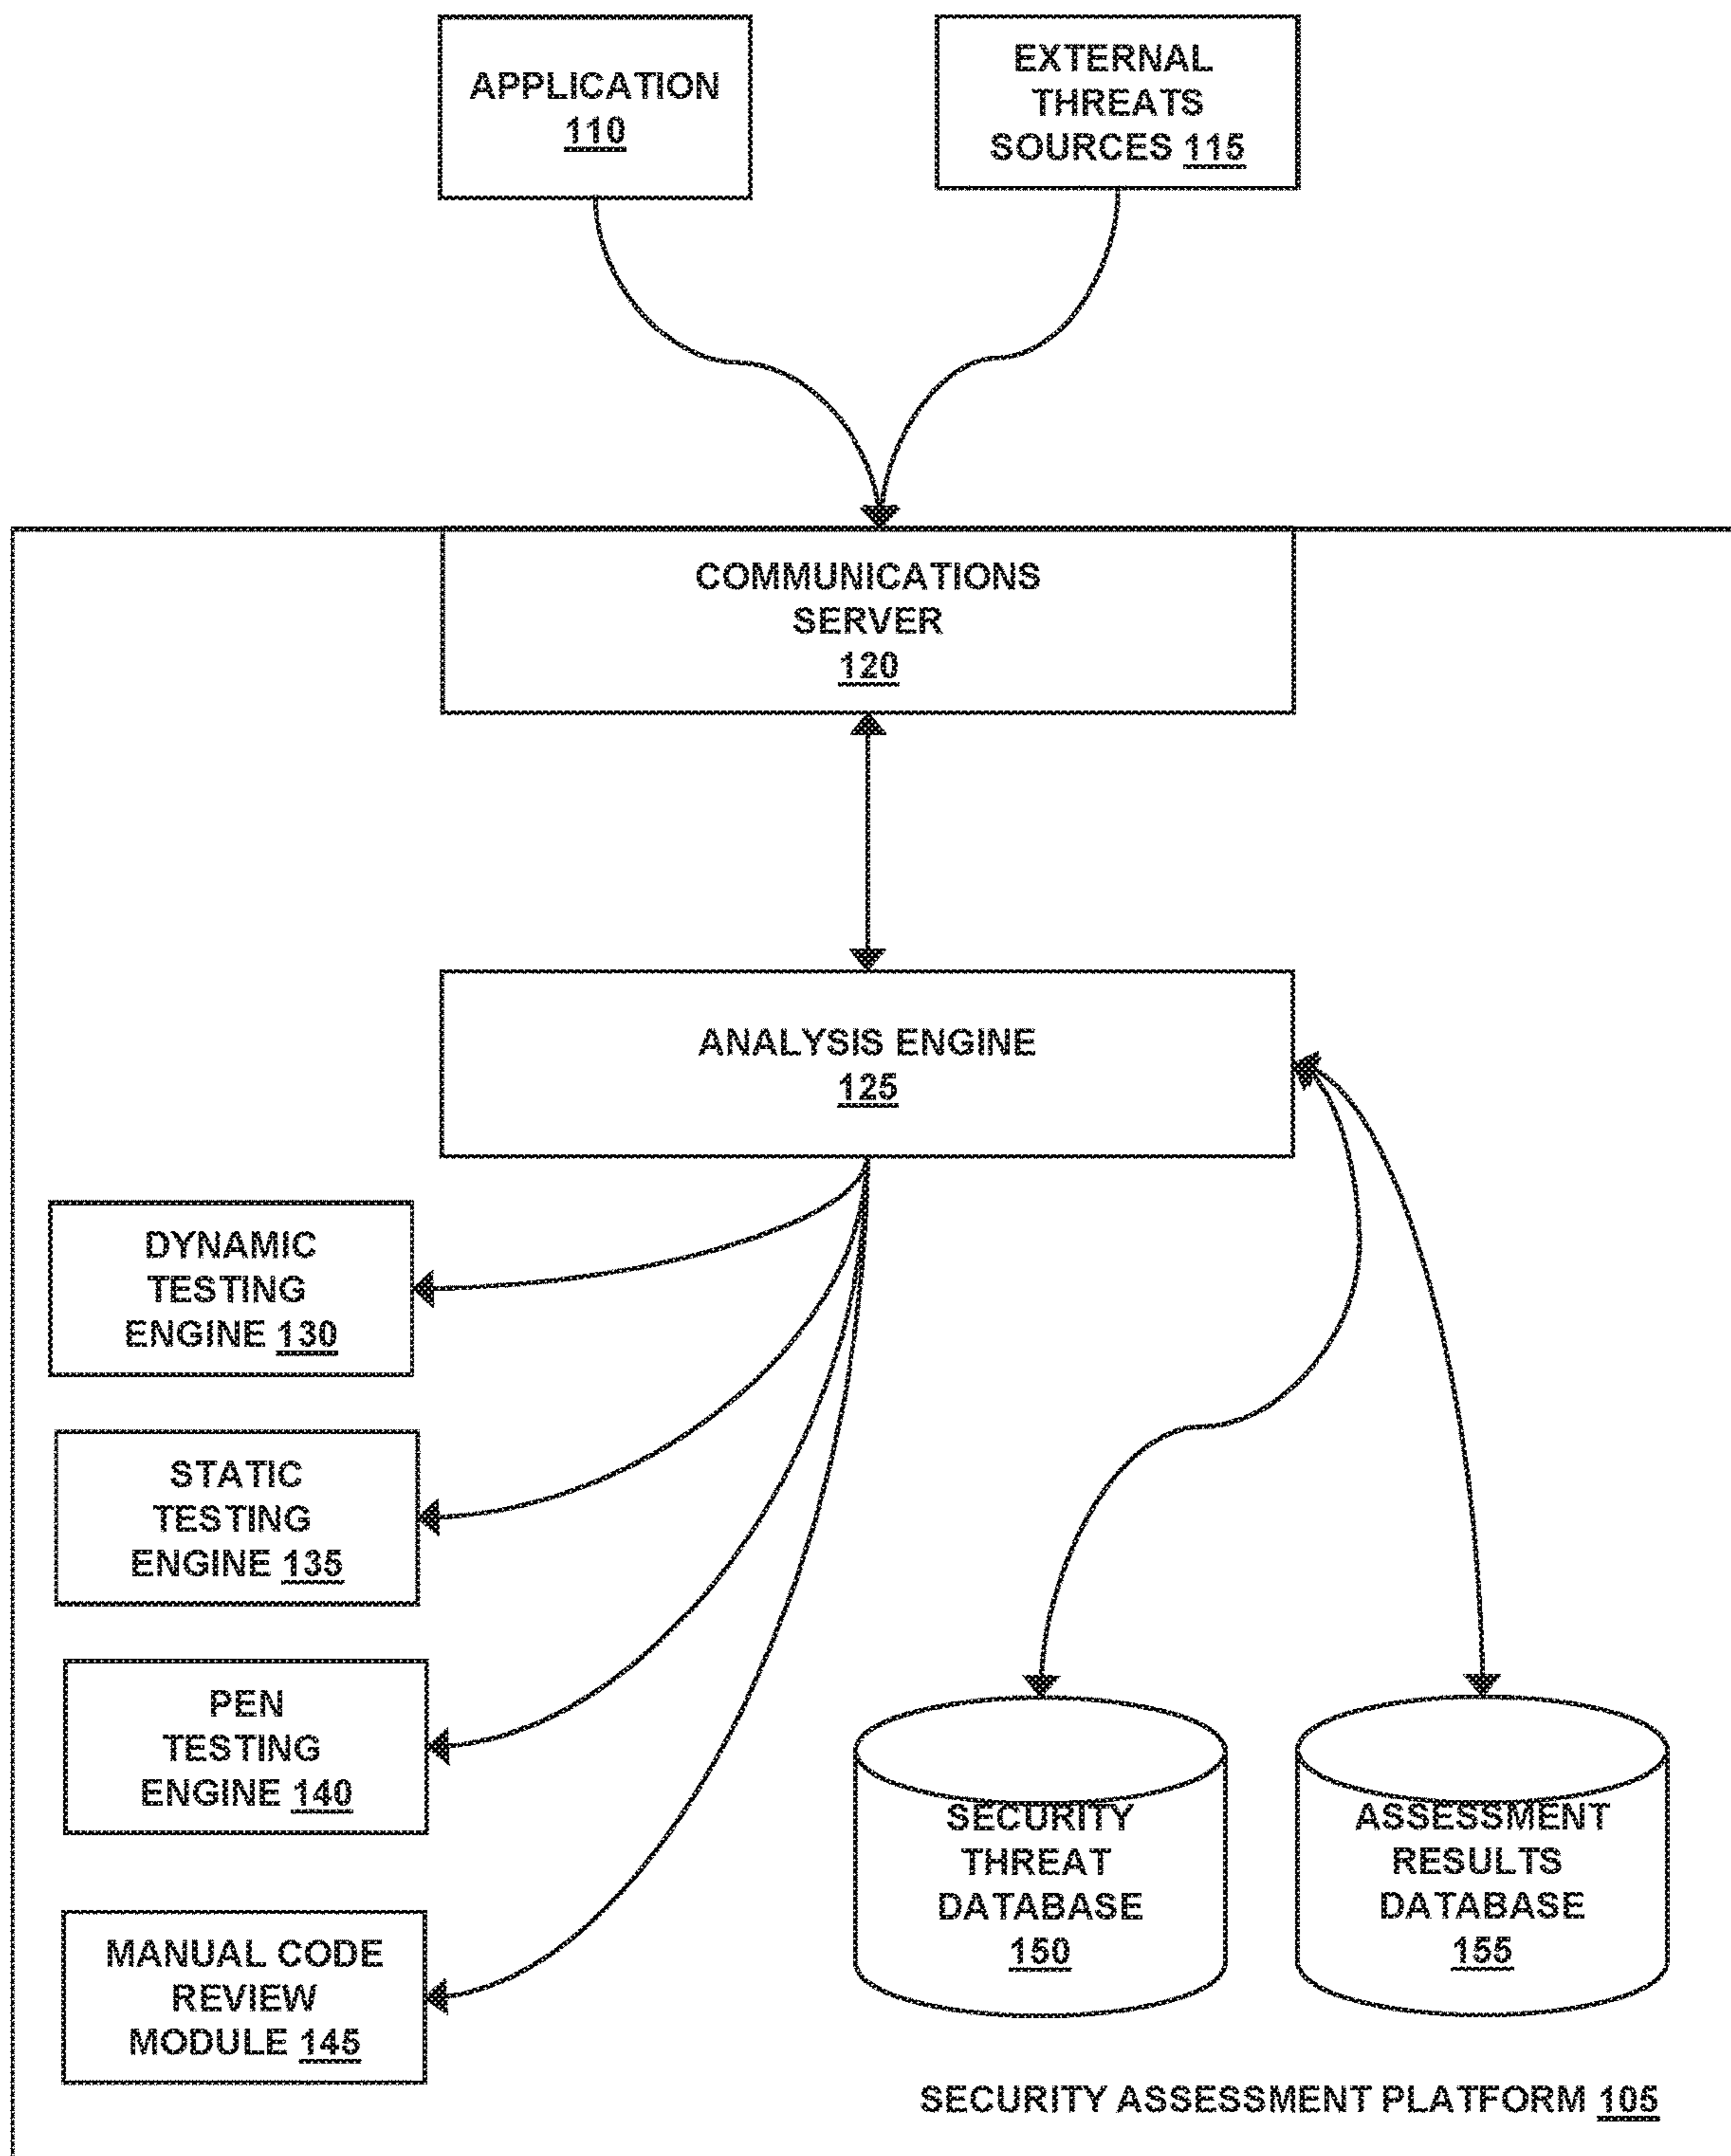 APPLICATION
110
EXTERNAL
THREATS
SOURCES 115
COMMUNICATIONS
SERVER
120
ANALYSIS ENGINE
125
DYNAMIC
TESTING
ENGINE 130
STATIC
TESTING
ENGINE 135
PEN
TESTING
ENGINE 140
MANUAL CODE
REVIEW
MODULE 145
SECURITY
THREAT
DATABASE
150
ASSESSMENT
RESULTS
DATABASE
155
SECURITY ASSESSMENT PLATFORM 105